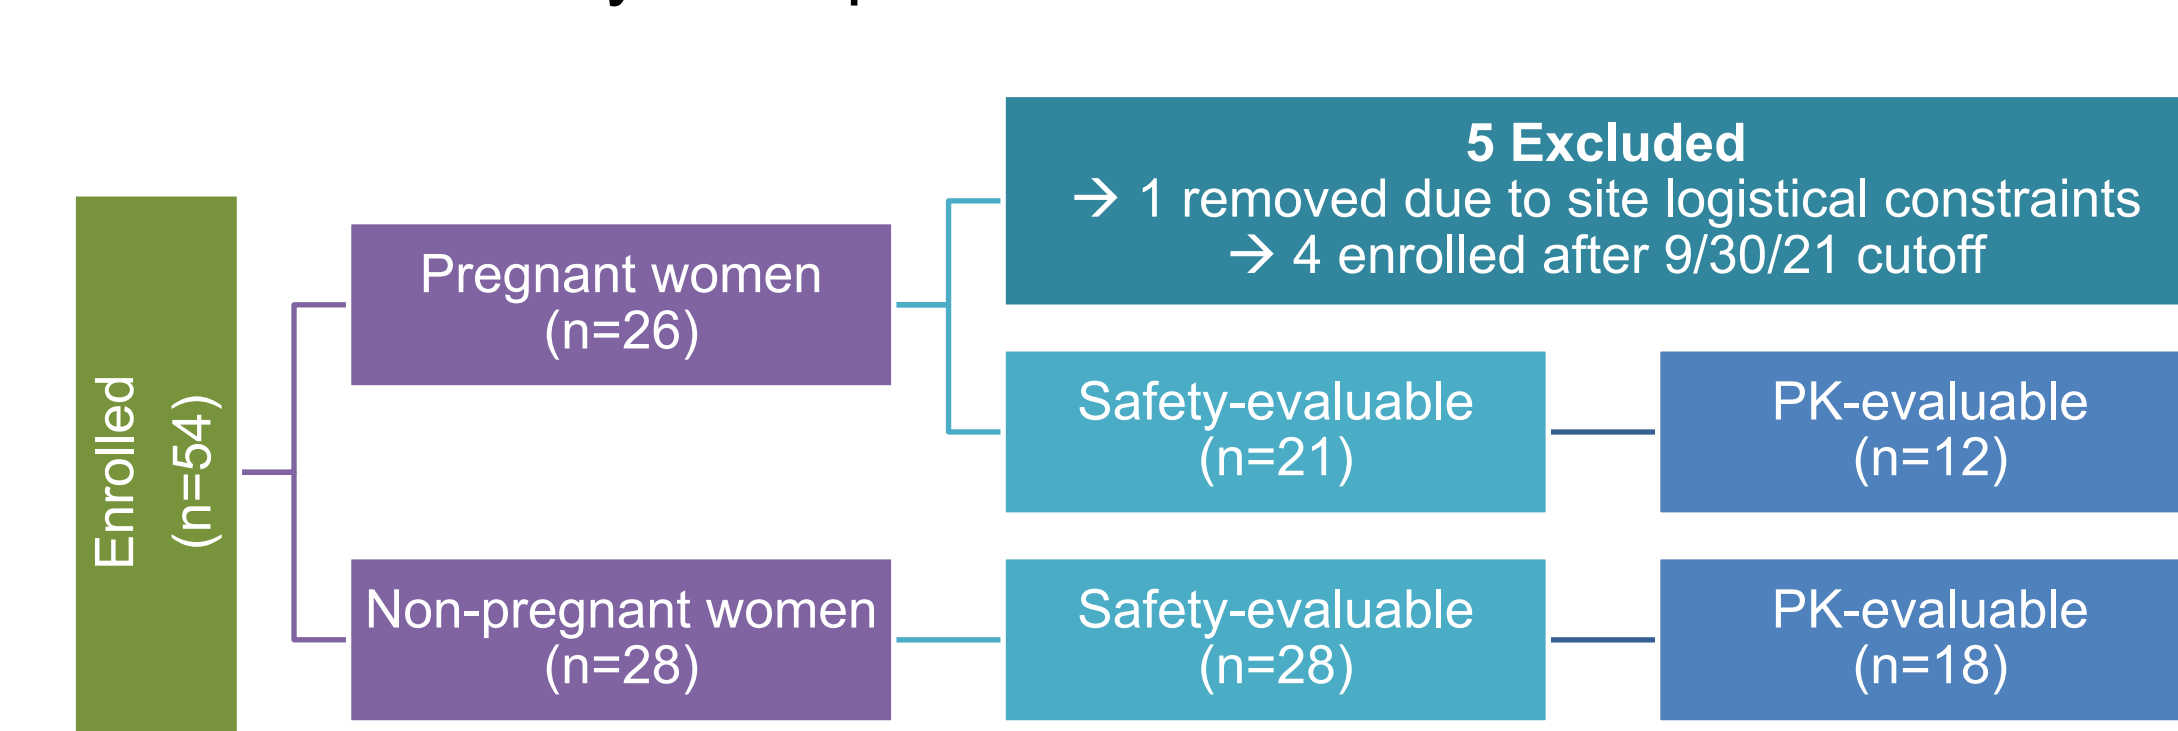 Enrolled
(n=54)
Pregnant women
(n=26)
5 Excluded
→ 1 removed due to site logistical constraints
→ 4 enrolled after 9/30/21 cutoff
Safety-evaluable
(n=21)
PK-evaluable
(n=12)
Non-pregnant women
(n=28)
Safety-evaluable
(n=28)
PK-evaluable
(n=18)